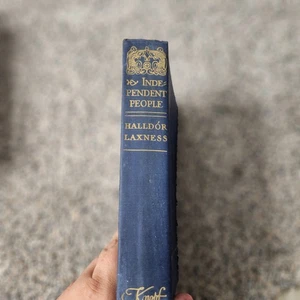 INDE-
PENDENT
PEOPLE
HALLDÓR
LAXNESS
Knopf